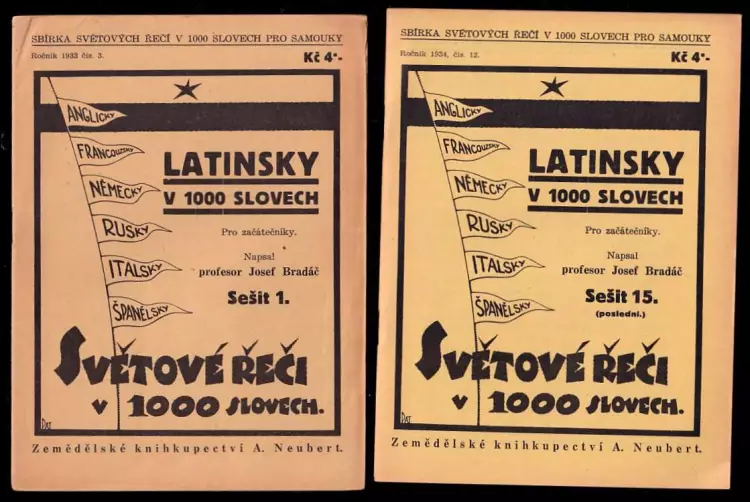 SBÍRKA SVĚTOVÝCH ŘEČÍ V 1000 SLOVECH PRO SAMOUKY
Ročník 1933 čís. 3.
Kč 4·-
ANGLICKY
FRANCOUZSKY
NĚMECKY
RUSKY
ITALSKY
ŠPANĚLSKY
LATINSKY
V 1000 SLOVECH
Pro začátečníky.
Napsal
profesor Josef Bradáč
Sešit 1.
SVĚTOVÉ ŘEČI
V 1000 SLOVECH.
Zemědělské knihkupectví A. Neubert.
SBÍRKA SVĚTOVÝCH ŘEČÍ V 1000 SLOVECH PRO SAMOUKY
Ročník 1934, čís. 12.
Kč 4·-
ANGLICKY
FRANCOUZSKY
NĚMECKY
RUSKY
ITALSKY
ŠPANĚLSKY
LATINSKY
V 1000 SLOVECH
Pro začátečníky.
Napsal
profesor Josef Bradáč
Sešit 15.
(poslední.)
SVĚTOVÉ ŘEČI
V 1000 SLOVECH.
Zemědělské knihkupectví A. Neubert.